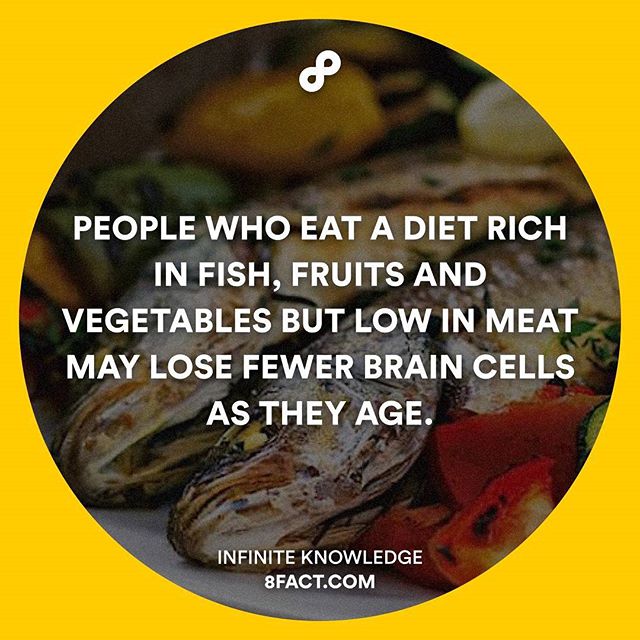 PEOPLE WHO EAT A DIET RICH
IN FISH, FRUITS AND
VEGETABLES BUT LOW IN MEAT
MAY LOSE FEWER BRAIN CELLS
AS THEY AGE.
INFINITE KNOWLEDGE
8FACT.COM